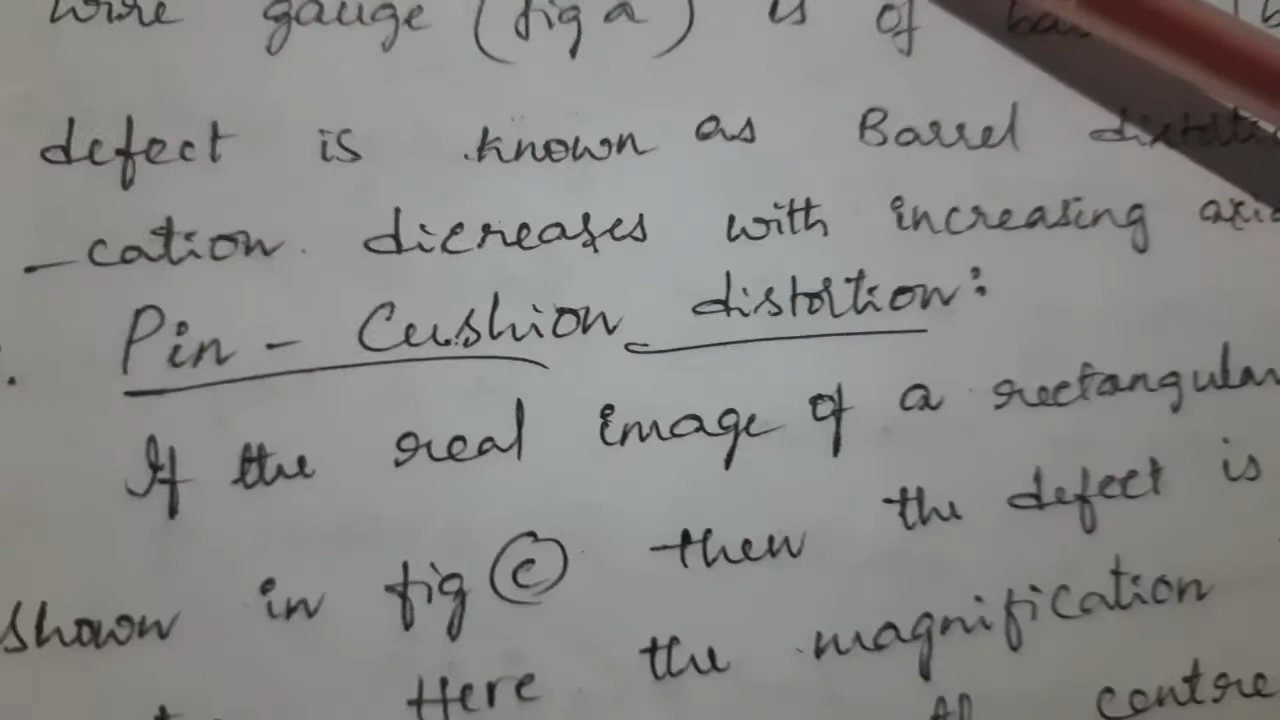 wire gauge (fig a) is of
defect is known as Barrel
-cation. dicreases with increasing
Pin - Cushion distortion:
If the real image of a rectangular
shown in fig (c) then the defect is
Here the magnification
centre